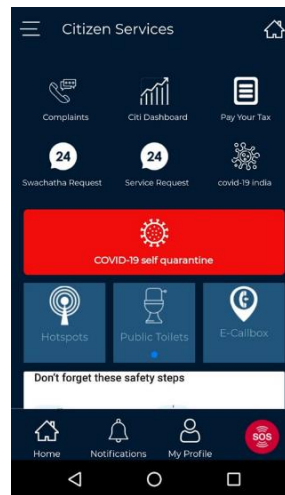 Citizen Services
Complaints
Citi Dashboard
Pay Your Tax
24
24
Swachatha Request
Service Request
covid-19 india
COVID-19 self quarantine
Hotspots
Public Toilets
E-Callbox
Don't forget these safety steps
SOS
Home
Notifications
My Profile